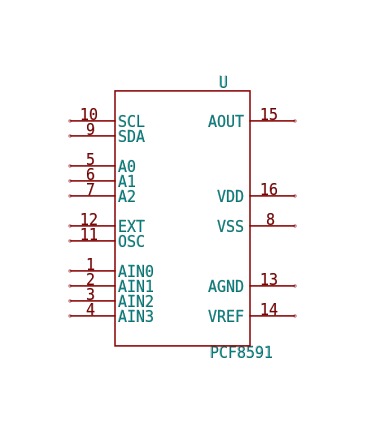 U
10 SCL AOUT 15
9 SDA
5 A0
6 A1
7 A2 VDD 16
12 EXT VSS 8
11 OSC
1 AIN0
2 AIN1 AGND 13
3 AIN2
4 AIN3 VREF 14
PCF8591